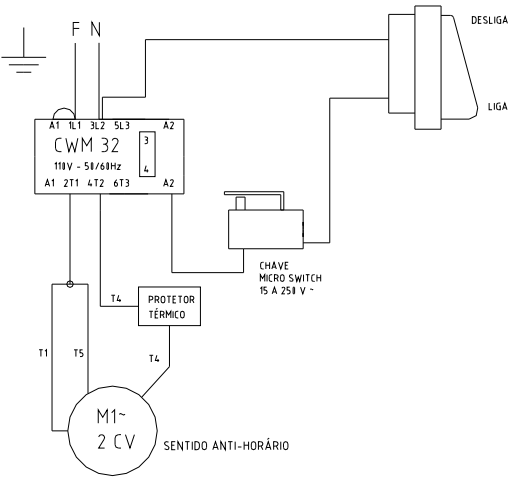 F N
DESLIGA
LIGA
A1 1L1 3L2 5L3 A2
CWM 32
3
4
110V - 50/60Hz
A1 2T1 4T2 6T3 A2
CHAVE
MICRO SWITCH
15 A 250 V ~
T4
PROTETOR
TÉRMICO
T1
T5
T4
M1~
2 CV
SENTIDO ANTI-HORÁRIO